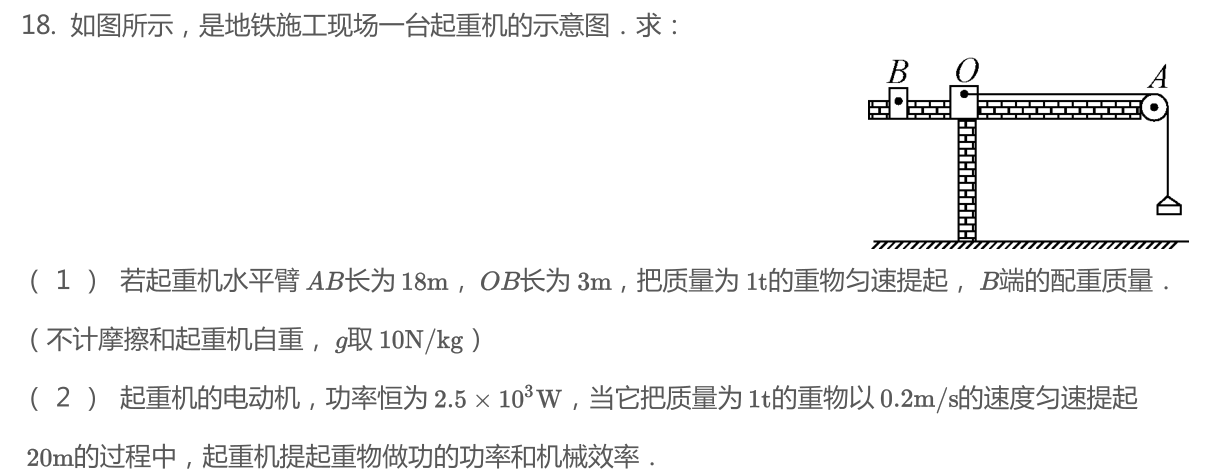 18. 如图所示，是地铁施工现场一台起重机的示意图．求：
B O A
（ 1 ） 若起重机水平臂 AB长为 18m，OB长为 3m，把质量为 1t的重物匀速提起， B端的配重质量．
（不计摩擦和起重机自重， g取 10N/kg）
（ 2 ） 起重机的电动机，功率恒为 2.5 × 10³W，当它把质量为 1t的重物以 0.2m/s的速度匀速提起
20m的过程中，起重机提起重物做功的功率和机械效率．